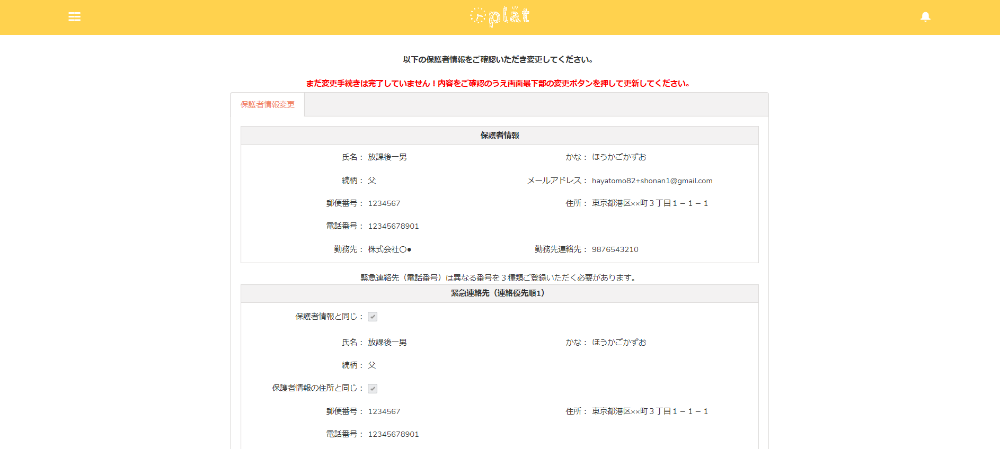 plät
以下の保護者情報をご確認いただき変更してください。
まだ変更手続きは完了していません！内容をご確認のうえ画面最下部の変更ボタンを押して更新してください。
保護者情報変更
保護者情報
氏名： 放課後一男 かな： ほうかごかずお
続柄： 父 メールアドレス： hayatomo82+shonan1@gmail.com
郵便番号： 1234567 住所： 東京都港区××町３丁目１－１－１
電話番号： 12345678901
勤務先： 株式会社〇● 勤務先連絡先： 9876543210
緊急連絡先（電話番号）は異なる番号を３種類ご登録いただく必要があります。
緊急連絡先（連絡優先順1）
保護者情報と同じ：
氏名： 放課後一男 かな： ほうかごかずお
続柄： 父
保護者情報の住所と同じ：
郵便番号： 1234567 住所： 東京都港区××町３丁目１－１－１
電話番号： 12345678901